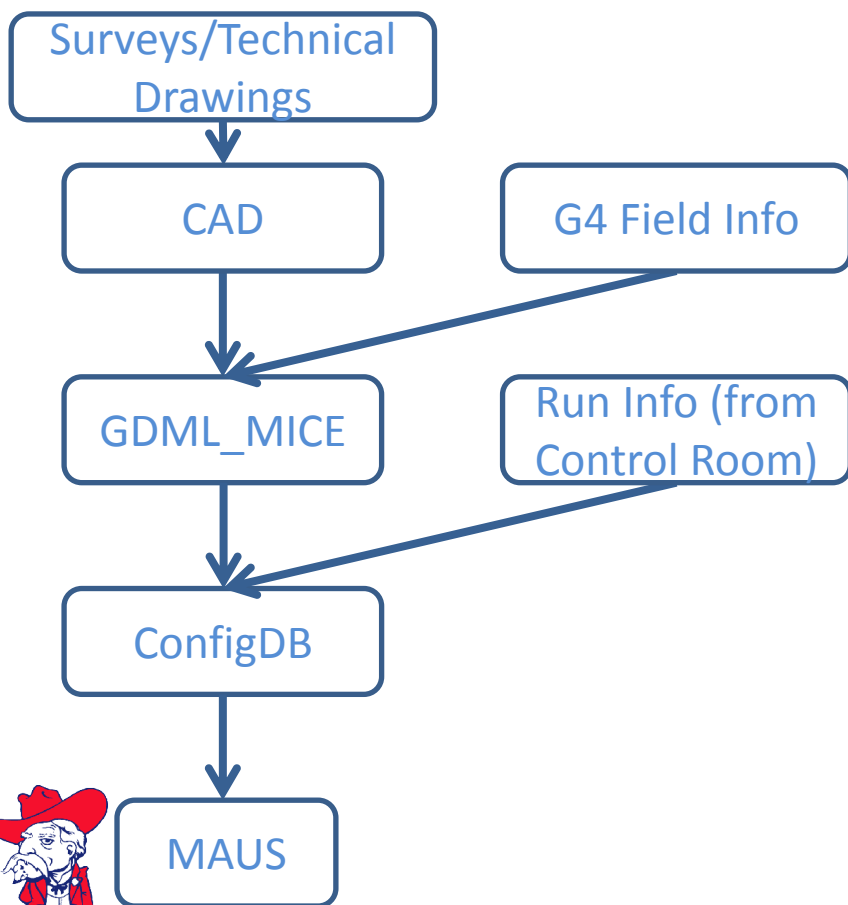 Surveys/Technical
Drawings
CAD
G4 Field Info
GDML_MICE
Run Info (from
Control Room)
ConfigDB
MAUS